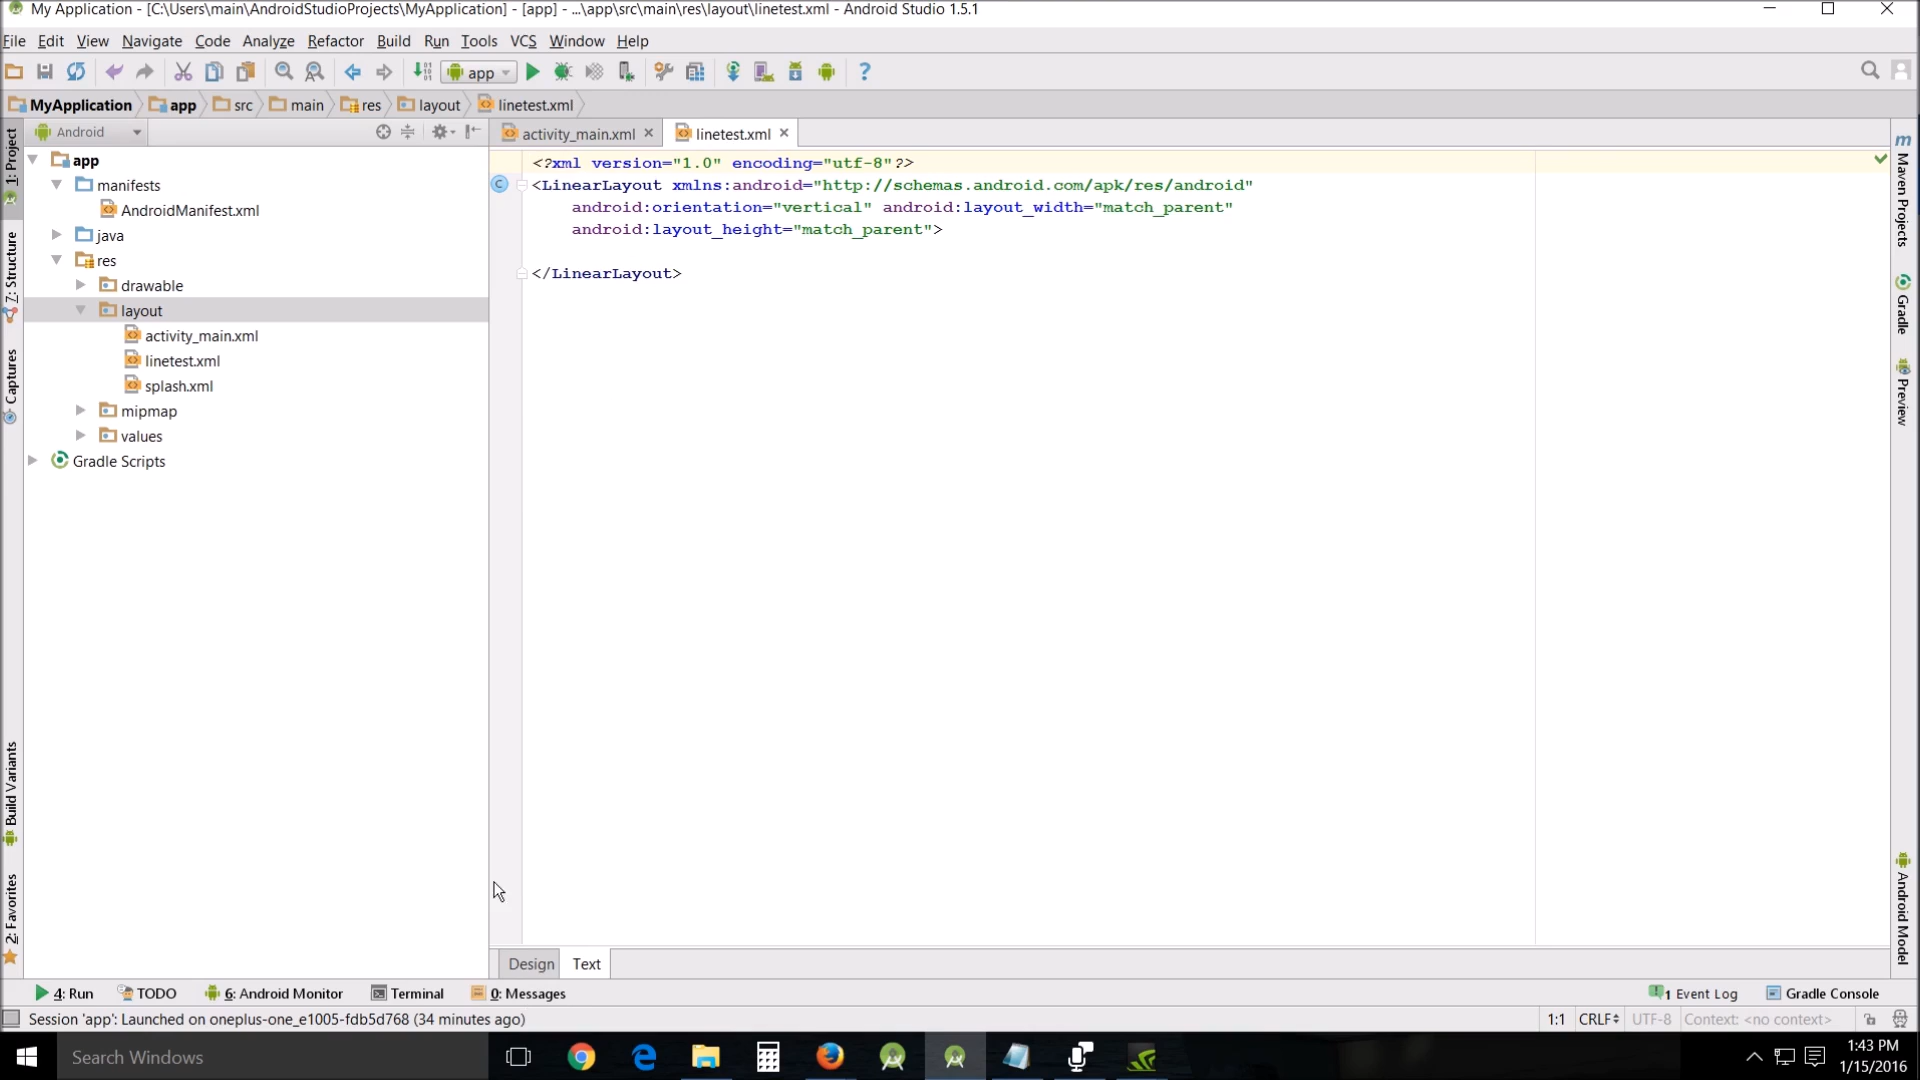 My Application - [C:\Users\main\AndroidStudioProjects\MyApplication] - [app] - ...\app\src\main\res\layout\linetest.xml - Android Studio 1.5.1
File Edit View Navigate Code Analyze Refactor Build Run Tools VCS Window Help
app
MyApplication app src main res layout linetest.xml
Android
activity_main.xml linetest.xml
1: Project
7: Structure
Captures
Build Variants
2: Favorites
app
manifests
AndroidManifest.xml
java
res
drawable
layout
activity_main.xml
linetest.xml
splash.xml
mipmap
values
Gradle Scripts
<?xml version="1.0" encoding="utf-8"?>
<LinearLayout xmlns:android="http://schemas.android.com/apk/res/android"
android:orientation="vertical" android:layout_width="match_parent"
android:layout_height="match_parent">
</LinearLayout>
Maven Projects
Gradle
Preview
Android Model
Design Text
4: Run TODO 6: Android Monitor Terminal 0: Messages 1 Event Log Gradle Console
Session 'app': Launched on oneplus-one_e1005-fdb5d768 (34 minutes ago) 1:1 CRLF UTF-8 Context: <no context>
Search Windows
1:43 PM
1/15/2016